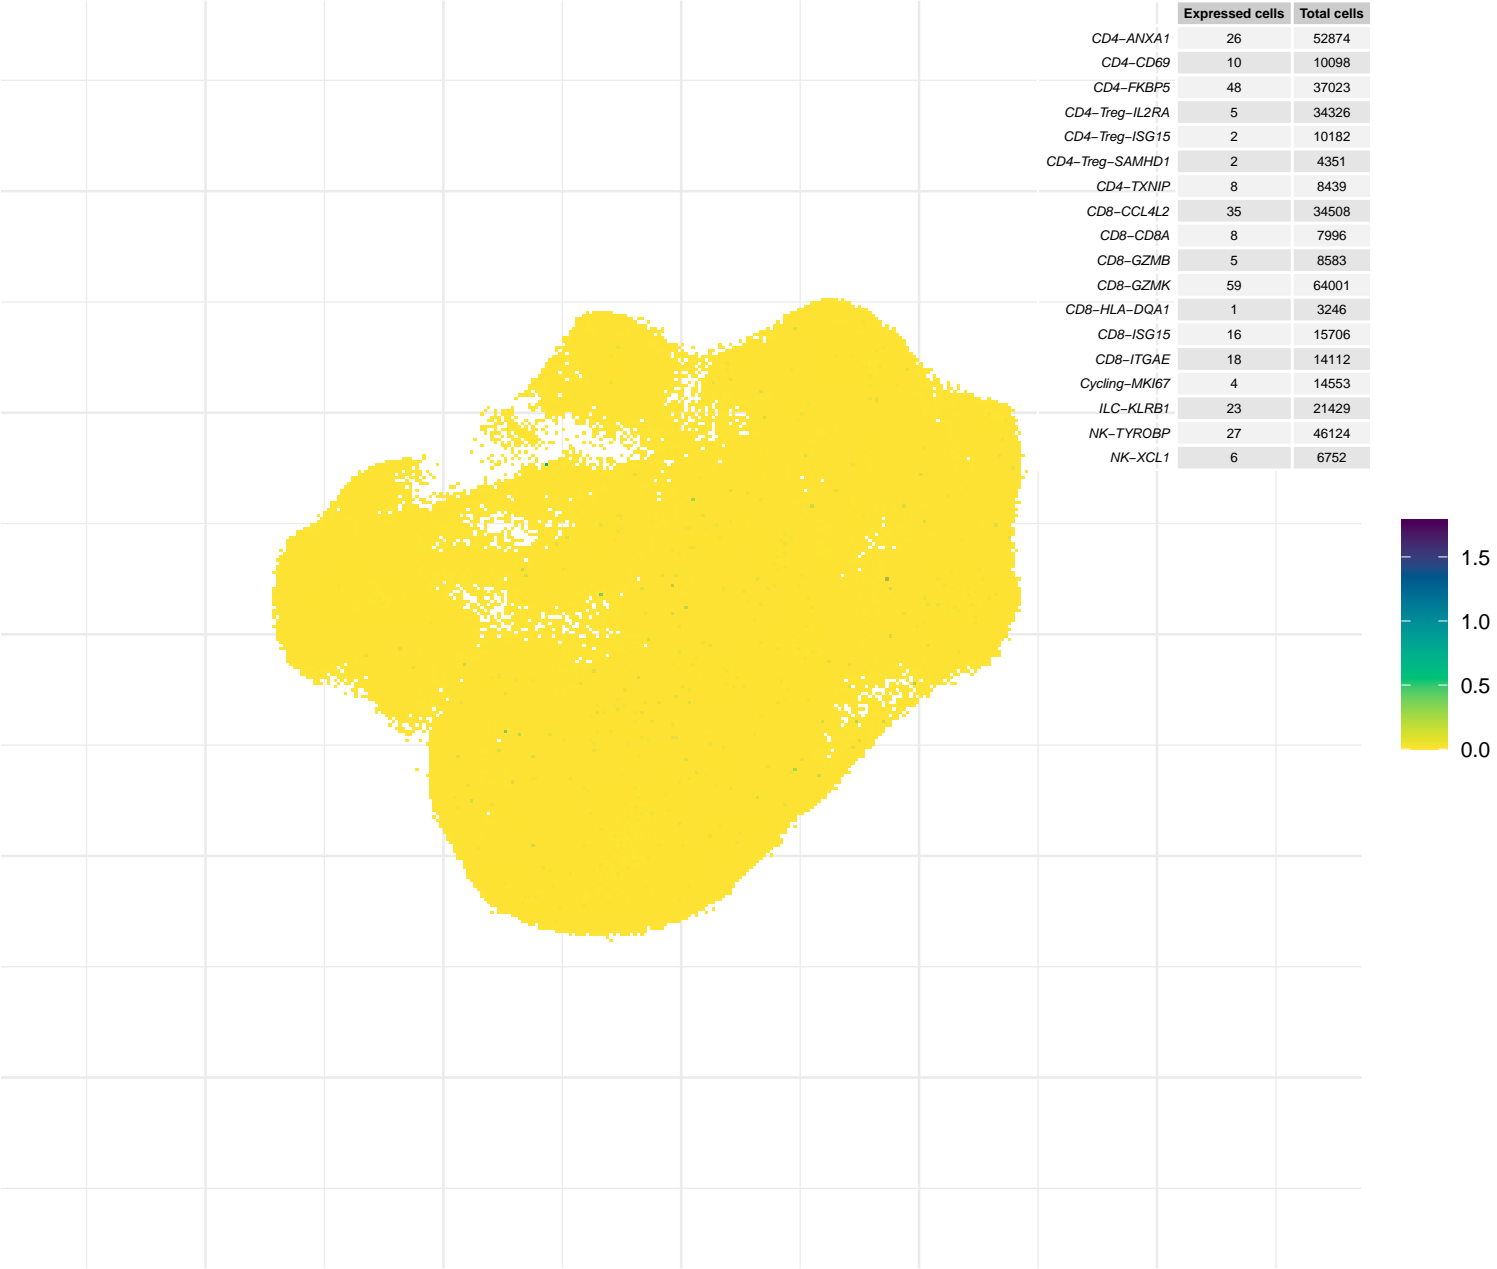 Expressed cells Total cells
CD4−ANXA1 26 52874
CD4−CD69 10 10098
CD4−FKBP5 48 37023
CD4−Treg−IL2RA 5 34326
CD4−Treg−ISG15 2 10182
CD4−Treg−SAMHD1 2 4351
CD4−TXNIP 8 8439
CD8−CCL4L2 35 34508
CD8−CD8A 8 7996
CD8−GZMB 5 8583
CD8−GZMK 59 64001
CD8−HLA−DQA1 1 3246
CD8−ISG15 16 15706
CD8−ITGAE 18 14112
Cycling−MKI67 4 14553
ILC−KLRB1 23 21429
NK−TYROBP 27 46124
NK−XCL1 6 6752
1.5
1.0
0.5
0.0